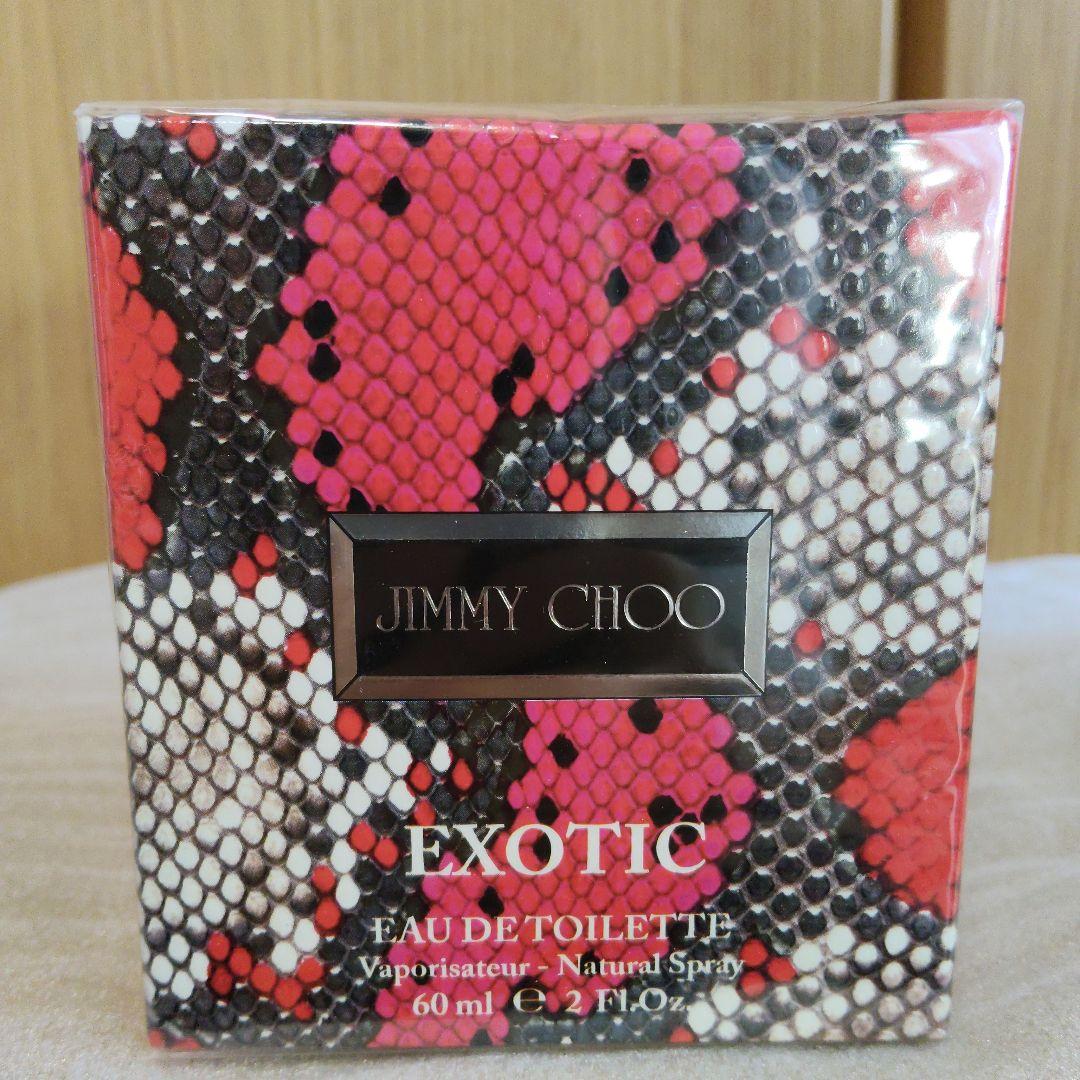 JIMMY CHOO
EXOTIC
EAU DE TOILETTE
Vaporisateur - Natural Spray
60 ml ℮ 2 Fl.Oz.